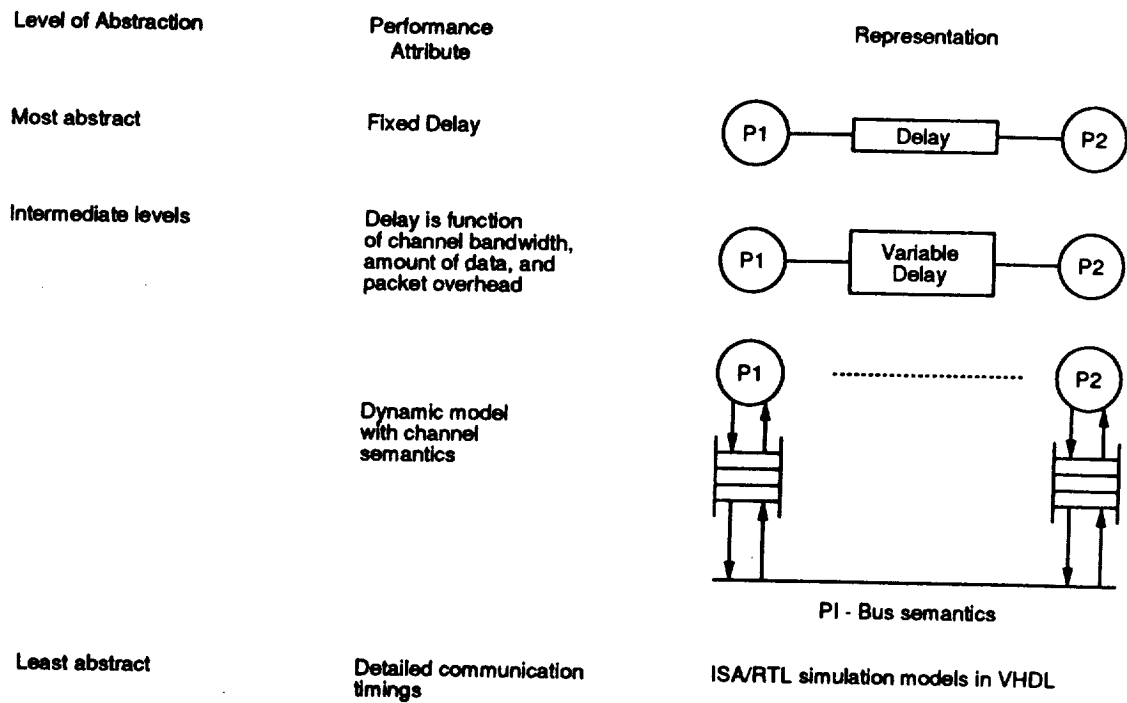 Level of Abstraction
Performance
Attribute
Representation
Most abstract
Fixed Delay
P1
Delay
P2
Intermediate levels
Delay is function
of channel bandwidth,
amount of data, and
packet overhead
P1
Variable
Delay
P2
Dynamic model
with channel
semantics
P1
P2
PI - Bus semantics
Least abstract
Detailed communication
timings
ISA/RTL simulation models in VHDL